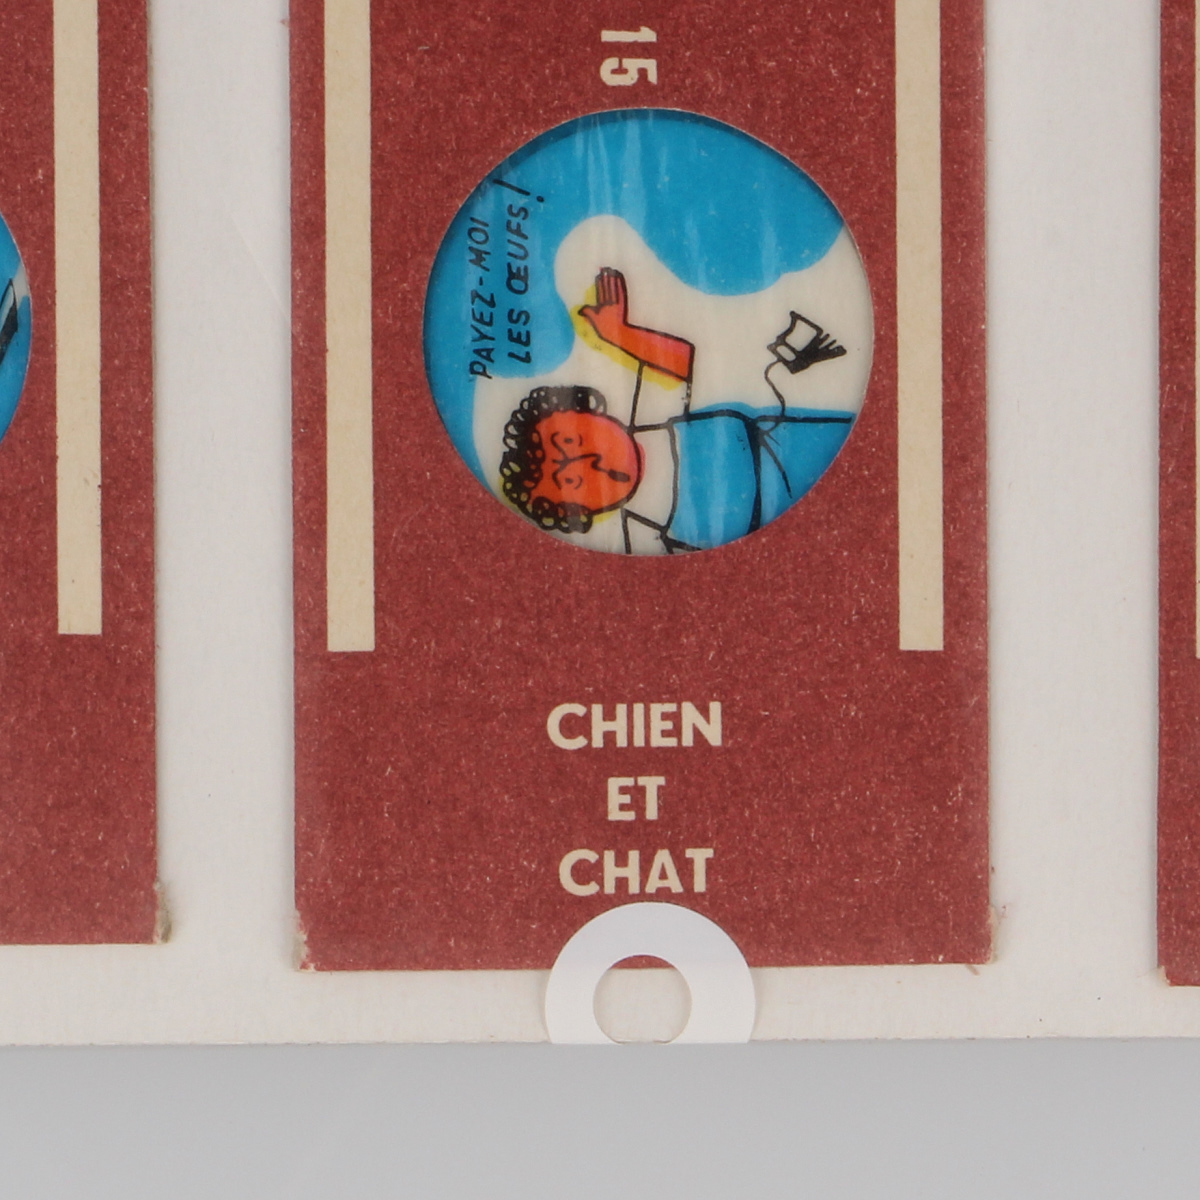 15
PAYEZ-MOI
LES ŒUFS!
CHIEN
ET
CHAT